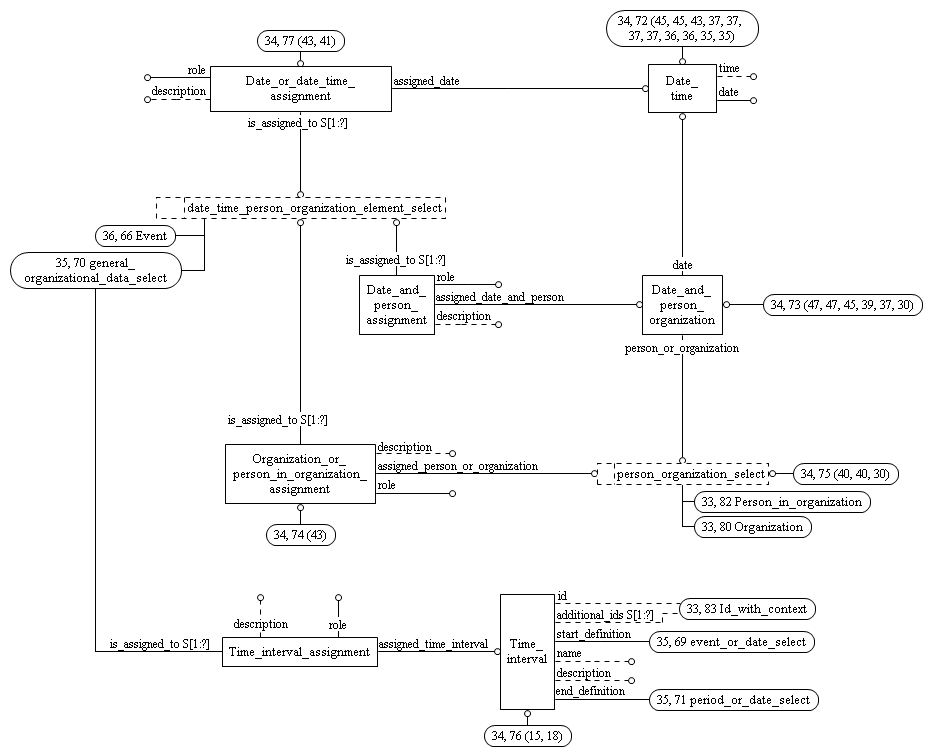 34, 77 (43, 41)
34, 72 (45, 45, 43, 37, 37,
37, 37, 36, 36, 35, 35)
role
description
Date_or_date_time_
assignment
assigned_date
Date_
time
time
date
is_assigned_to S[1:?]
date_time_person_organization_element_select
36, 66 Event
35, 70 general_
organizational_data_select
is_assigned_to S[1:?]
date
Date_and_
person_
assignment
role
assigned_date_and_person
description
Date_and_
person_
organization
34, 73 (47, 47, 45, 39, 37, 30)
person_or_organization
is_assigned_to S[1:?]
Organization_or_
person_in_organization_
assignment
description
assigned_person_or_organization
role
person_organization_select
34, 75 (40, 40, 30)
33, 82 Person_in_organization
33, 80 Organization
34, 74 (43)
description
role
is_assigned_to S[1:?]
Time_interval_assignment
assigned_time_interval
Time_
interval
id
additional_ids S[1:?]
start_definition
name
description
end_definition
33, 83 Id_with_context
35, 69 event_or_date_select
35, 71 period_or_date_select
34, 76 (15, 18)